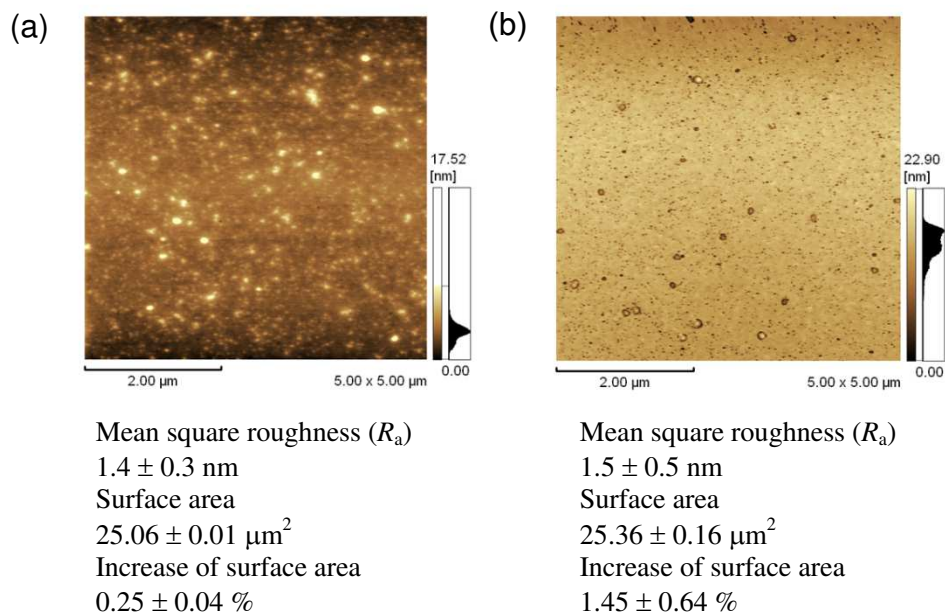 (a)
17.52
[nm]
0.00
2.00 µm
5.00 x 5.00 µm
Mean square roughness (Ra)
1.4 ± 0.3 nm
Surface area
25.06 ± 0.01 µm²
Increase of surface area
0.25 ± 0.04 %
(b)
22.90
[nm]
0.00
2.00 µm
5.00 x 5.00 µm
Mean square roughness (Ra)
1.5 ± 0.5 nm
Surface area
25.36 ± 0.16 µm²
Increase of surface area
1.45 ± 0.64 %